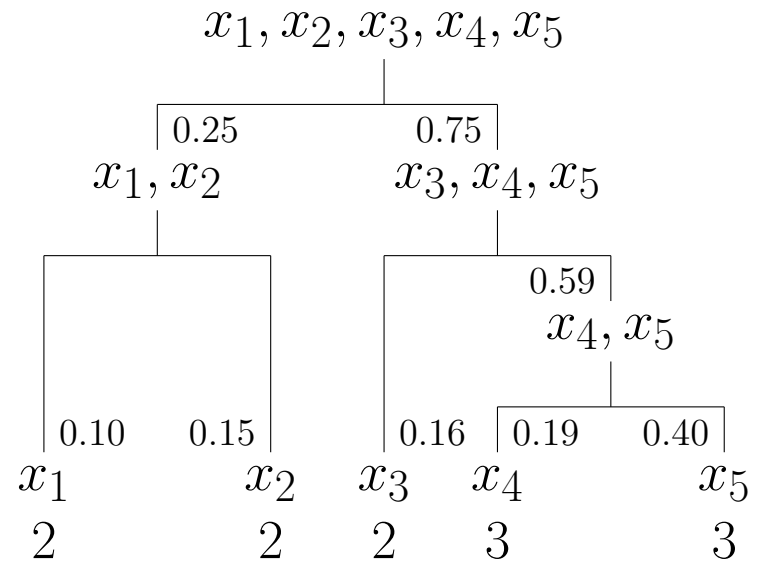 x₁, x₂, x₃, x₄, x₅
0.25 0.75
x₁, x₂ x₃, x₄, x₅
0.59
x₄, x₅
0.10 0.15 0.16 0.19 0.40
x₁ x₂ x₃ x₄ x₅
2 2 2 3 3